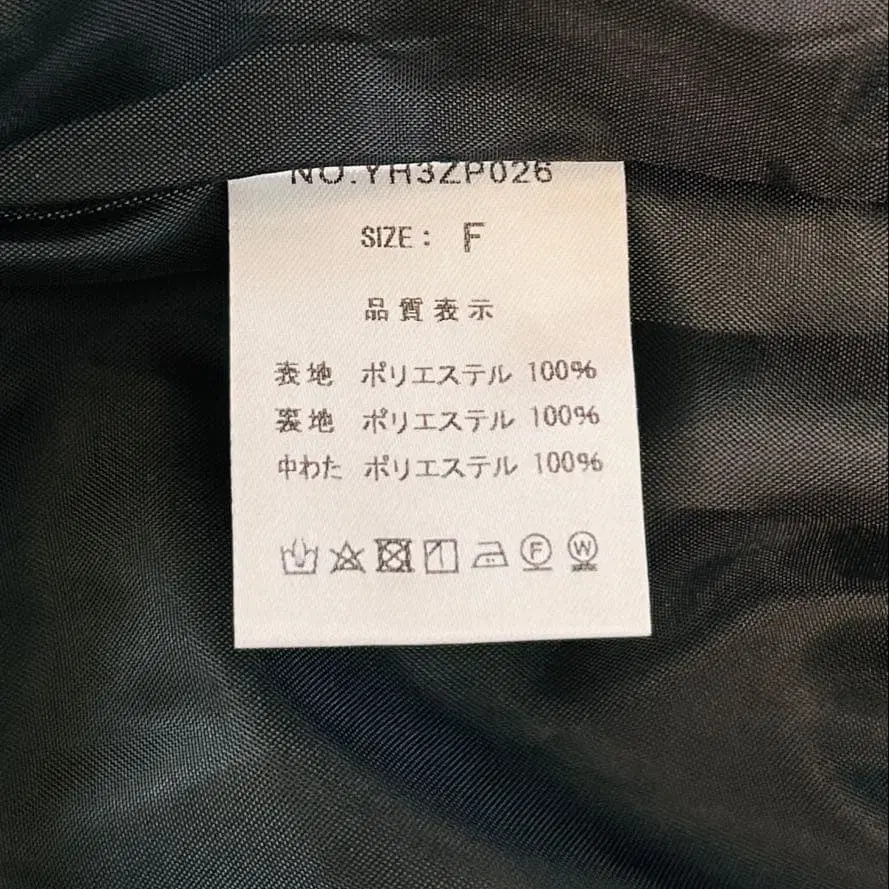 NO.YH3ZP026
SIZE： F
品質表示
表地 ポリエステル 100%
裏地 ポリエステル 100%
中わた ポリエステル 100%
F W